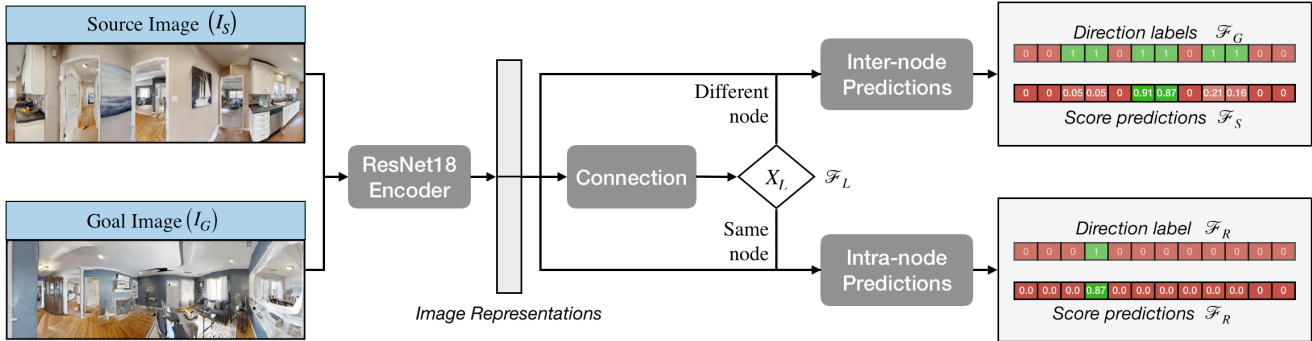 Source Image (I_S)
Goal Image (I_G)
ResNet18
Encoder
Image Representations
Connection
Different
node
X_L
ℱ_L
Same
node
Inter-node
Predictions
Intra-node
Predictions
Direction labels ℱ_G
0 0 1 1 0 1 1 0 1 1 0 0
0 0 0.05 0.05 0 0.91 0.87 0 0.21 0.16 0 0
Score predictions ℱ_S
Direction label ℱ_R
0 0 0 1 0 0 0 0 0 0 0 0
0.0 0.0 0.0 0.87 0.0 0.0 0.0 0.0 0.0 0.0 0 0
Score predictions ℱ_R